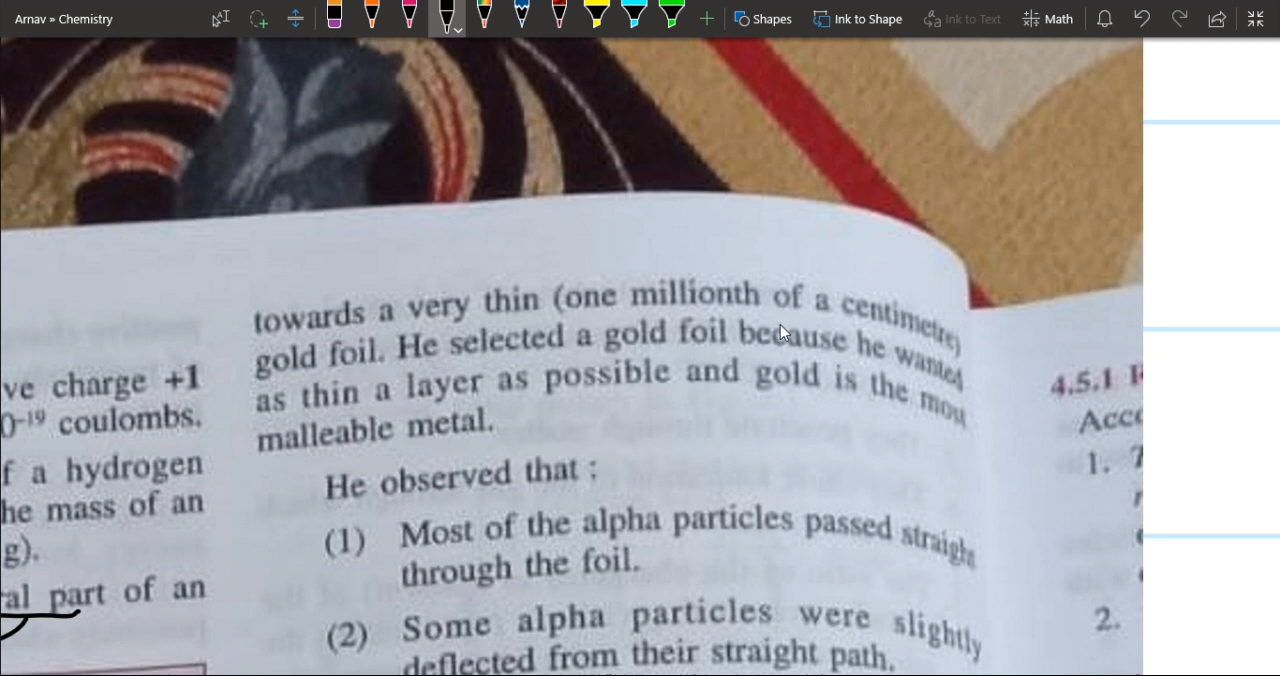 Arnav » Chemistry
Shapes
Ink to Shape
Ink to Text
Math
ve charge +1
0⁻¹⁹ coulombs.
f a hydrogen
he mass of an
g).
al part of an
towards a very thin (one millionth of a centimetre)
gold foil. He selected a gold foil because he wanted
as thin a layer as possible and gold is the most
malleable metal.
He observed that :
(1) Most of the alpha particles passed straight
through the foil.
(2) Some alpha particles were slightly
deflected from their straight path.
4.5.1
Acco
1.
2.